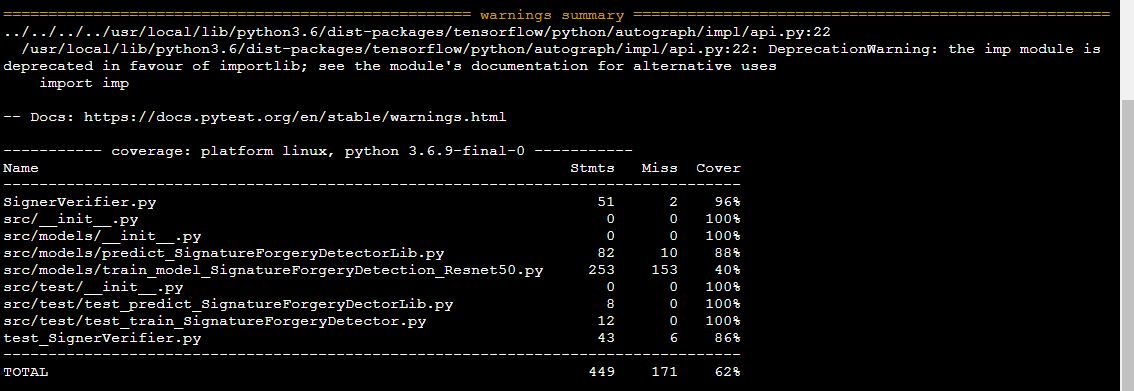 ==================================================== warnings summary =====================================================
../../../../usr/local/lib/python3.6/dist-packages/tensorflow/python/autograph/impl/api.py:22
  /usr/local/lib/python3.6/dist-packages/tensorflow/python/autograph/impl/api.py:22: DeprecationWarning: the imp module is
deprecated in favour of importlib; see the module's documentation for alternative uses
    import imp

-- Docs: https://docs.pytest.org/en/stable/warnings.html

----------- coverage: platform linux, python 3.6.9-final-0 -----------
Name                                                           Stmts   Miss  Cover
----------------------------------------------------------------------------------
SignerVerifier.py                                                 51      2    96%
src/__init__.py                                                    0      0   100%
src/models/__init__.py                                             0      0   100%
src/models/predict_SignatureForgeryDetectorLib.py                 82     10    88%
src/models/train_model_SignatureForgeryDetection_Resnet50.py     253    153    40%
src/test/__init__.py                                               0      0   100%
src/test/test_predict_SignatureForgeryDectorLib.py                 8      0   100%
src/test/test_train_SignatureForgeryDetector.py                   12      0   100%
test_SignerVerifier.py                                            43      6    86%
----------------------------------------------------------------------------------
TOTAL                                                            449    171    62%